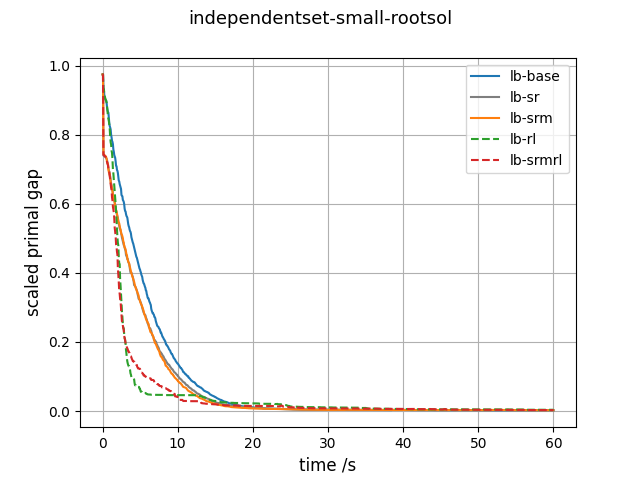 independentset-small-rootsol
1.0
0.8
0.6
0.4
0.2
0.0
scaled primal gap
0 10 20 30 40 50 60
time /s
lb-base
lb-sr
lb-srm
lb-rl
lb-srmrl